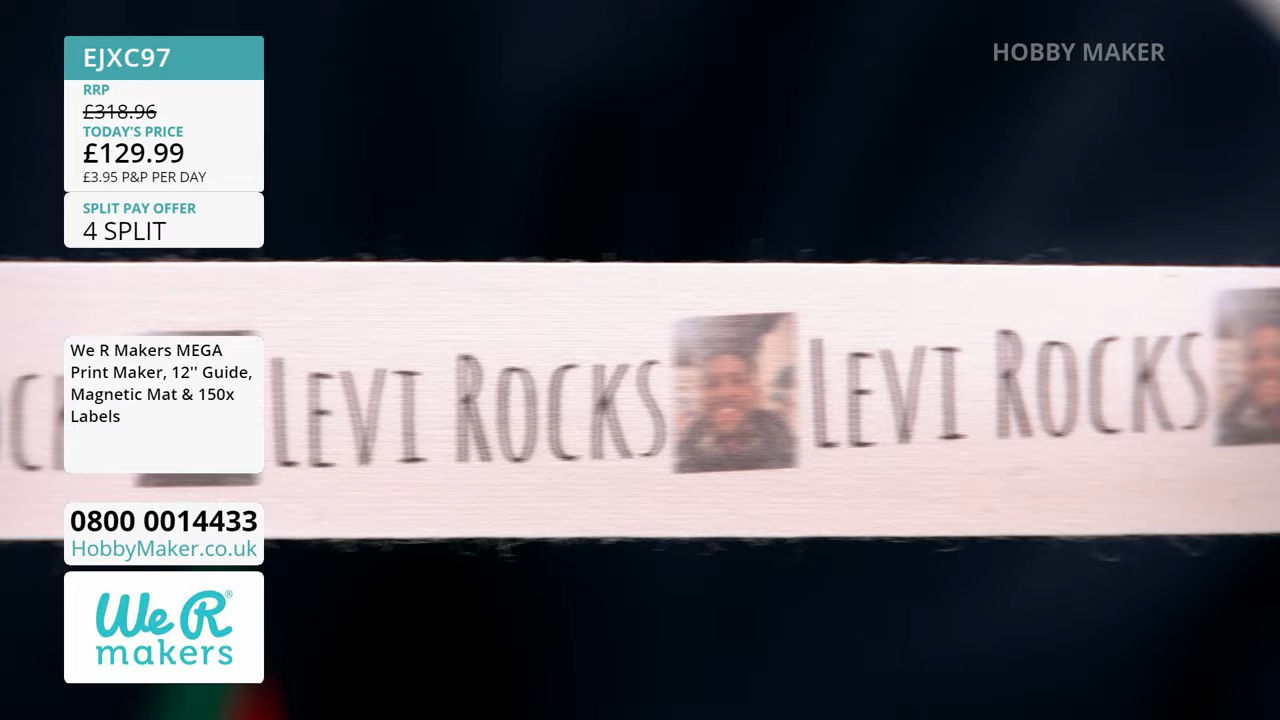 EJXC97
RRP
£318.96
TODAY'S PRICE
£129.99
£3.95 P&P PER DAY
SPLIT PAY OFFER
4 SPLIT
HOBBY MAKER
We R Makers MEGA
Print Maker, 12'' Guide,
Magnetic Mat & 150x
Labels
OCK LEVI ROCKS LEVI ROCKS
0800 0014433
HobbyMaker.co.uk
We R®
makers